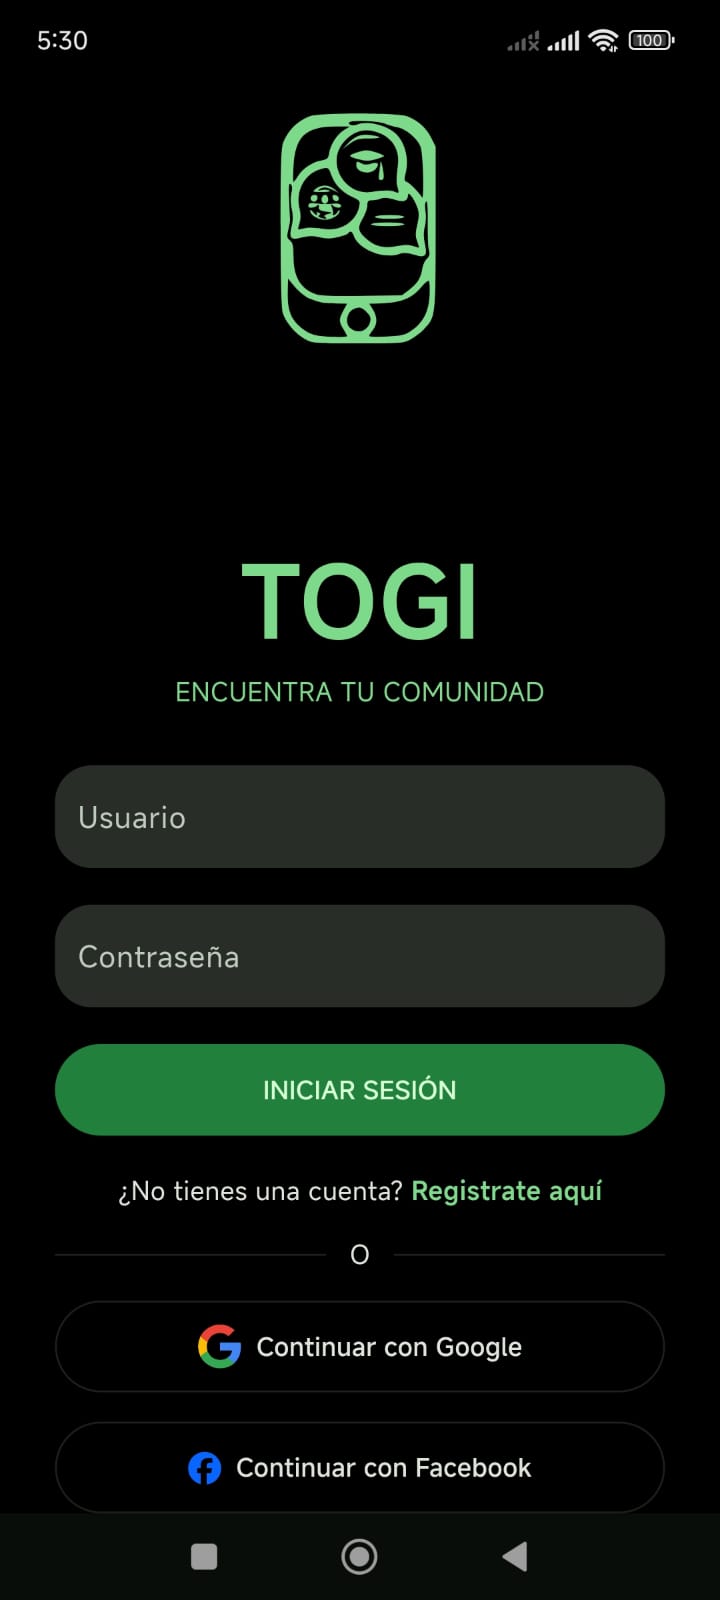 5:30
100
TOGI
ENCUENTRA TU COMUNIDAD
Usuario
Contraseña
INICIAR SESIÓN
¿No tienes una cuenta? Registrate aquí
O
Continuar con Google
Continuar con Facebook